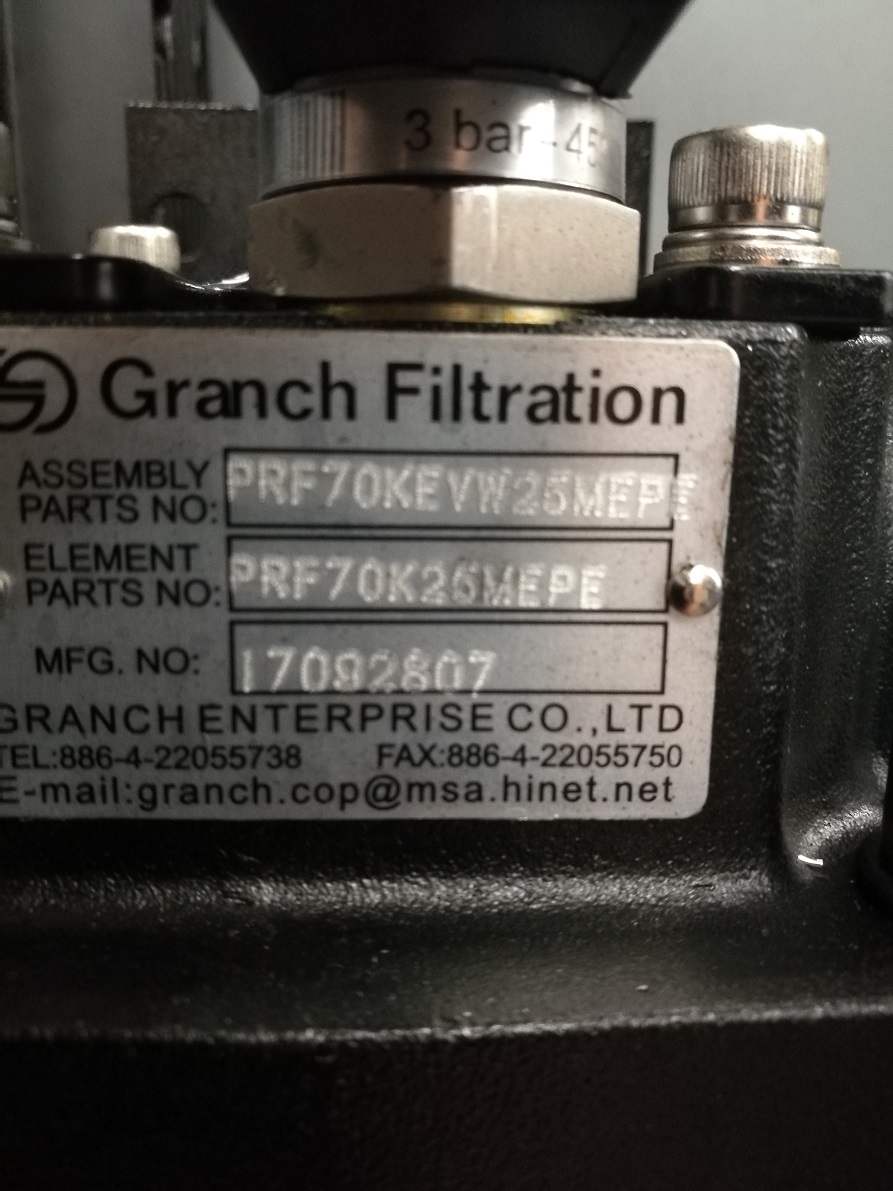 3 bar - 45
Granch Filtration
ASSEMBLY
PARTS NO: PRF70KEVW25MEPE
ELEMENT
PARTS NO: PRF70K25MEPE
MFG. NO: 17092807
GRANCH ENTERPRISE CO.,LTD
TEL:886-4-22055738 FAX:886-4-22055750
E-mail:granch.cop@msa.hinet.net